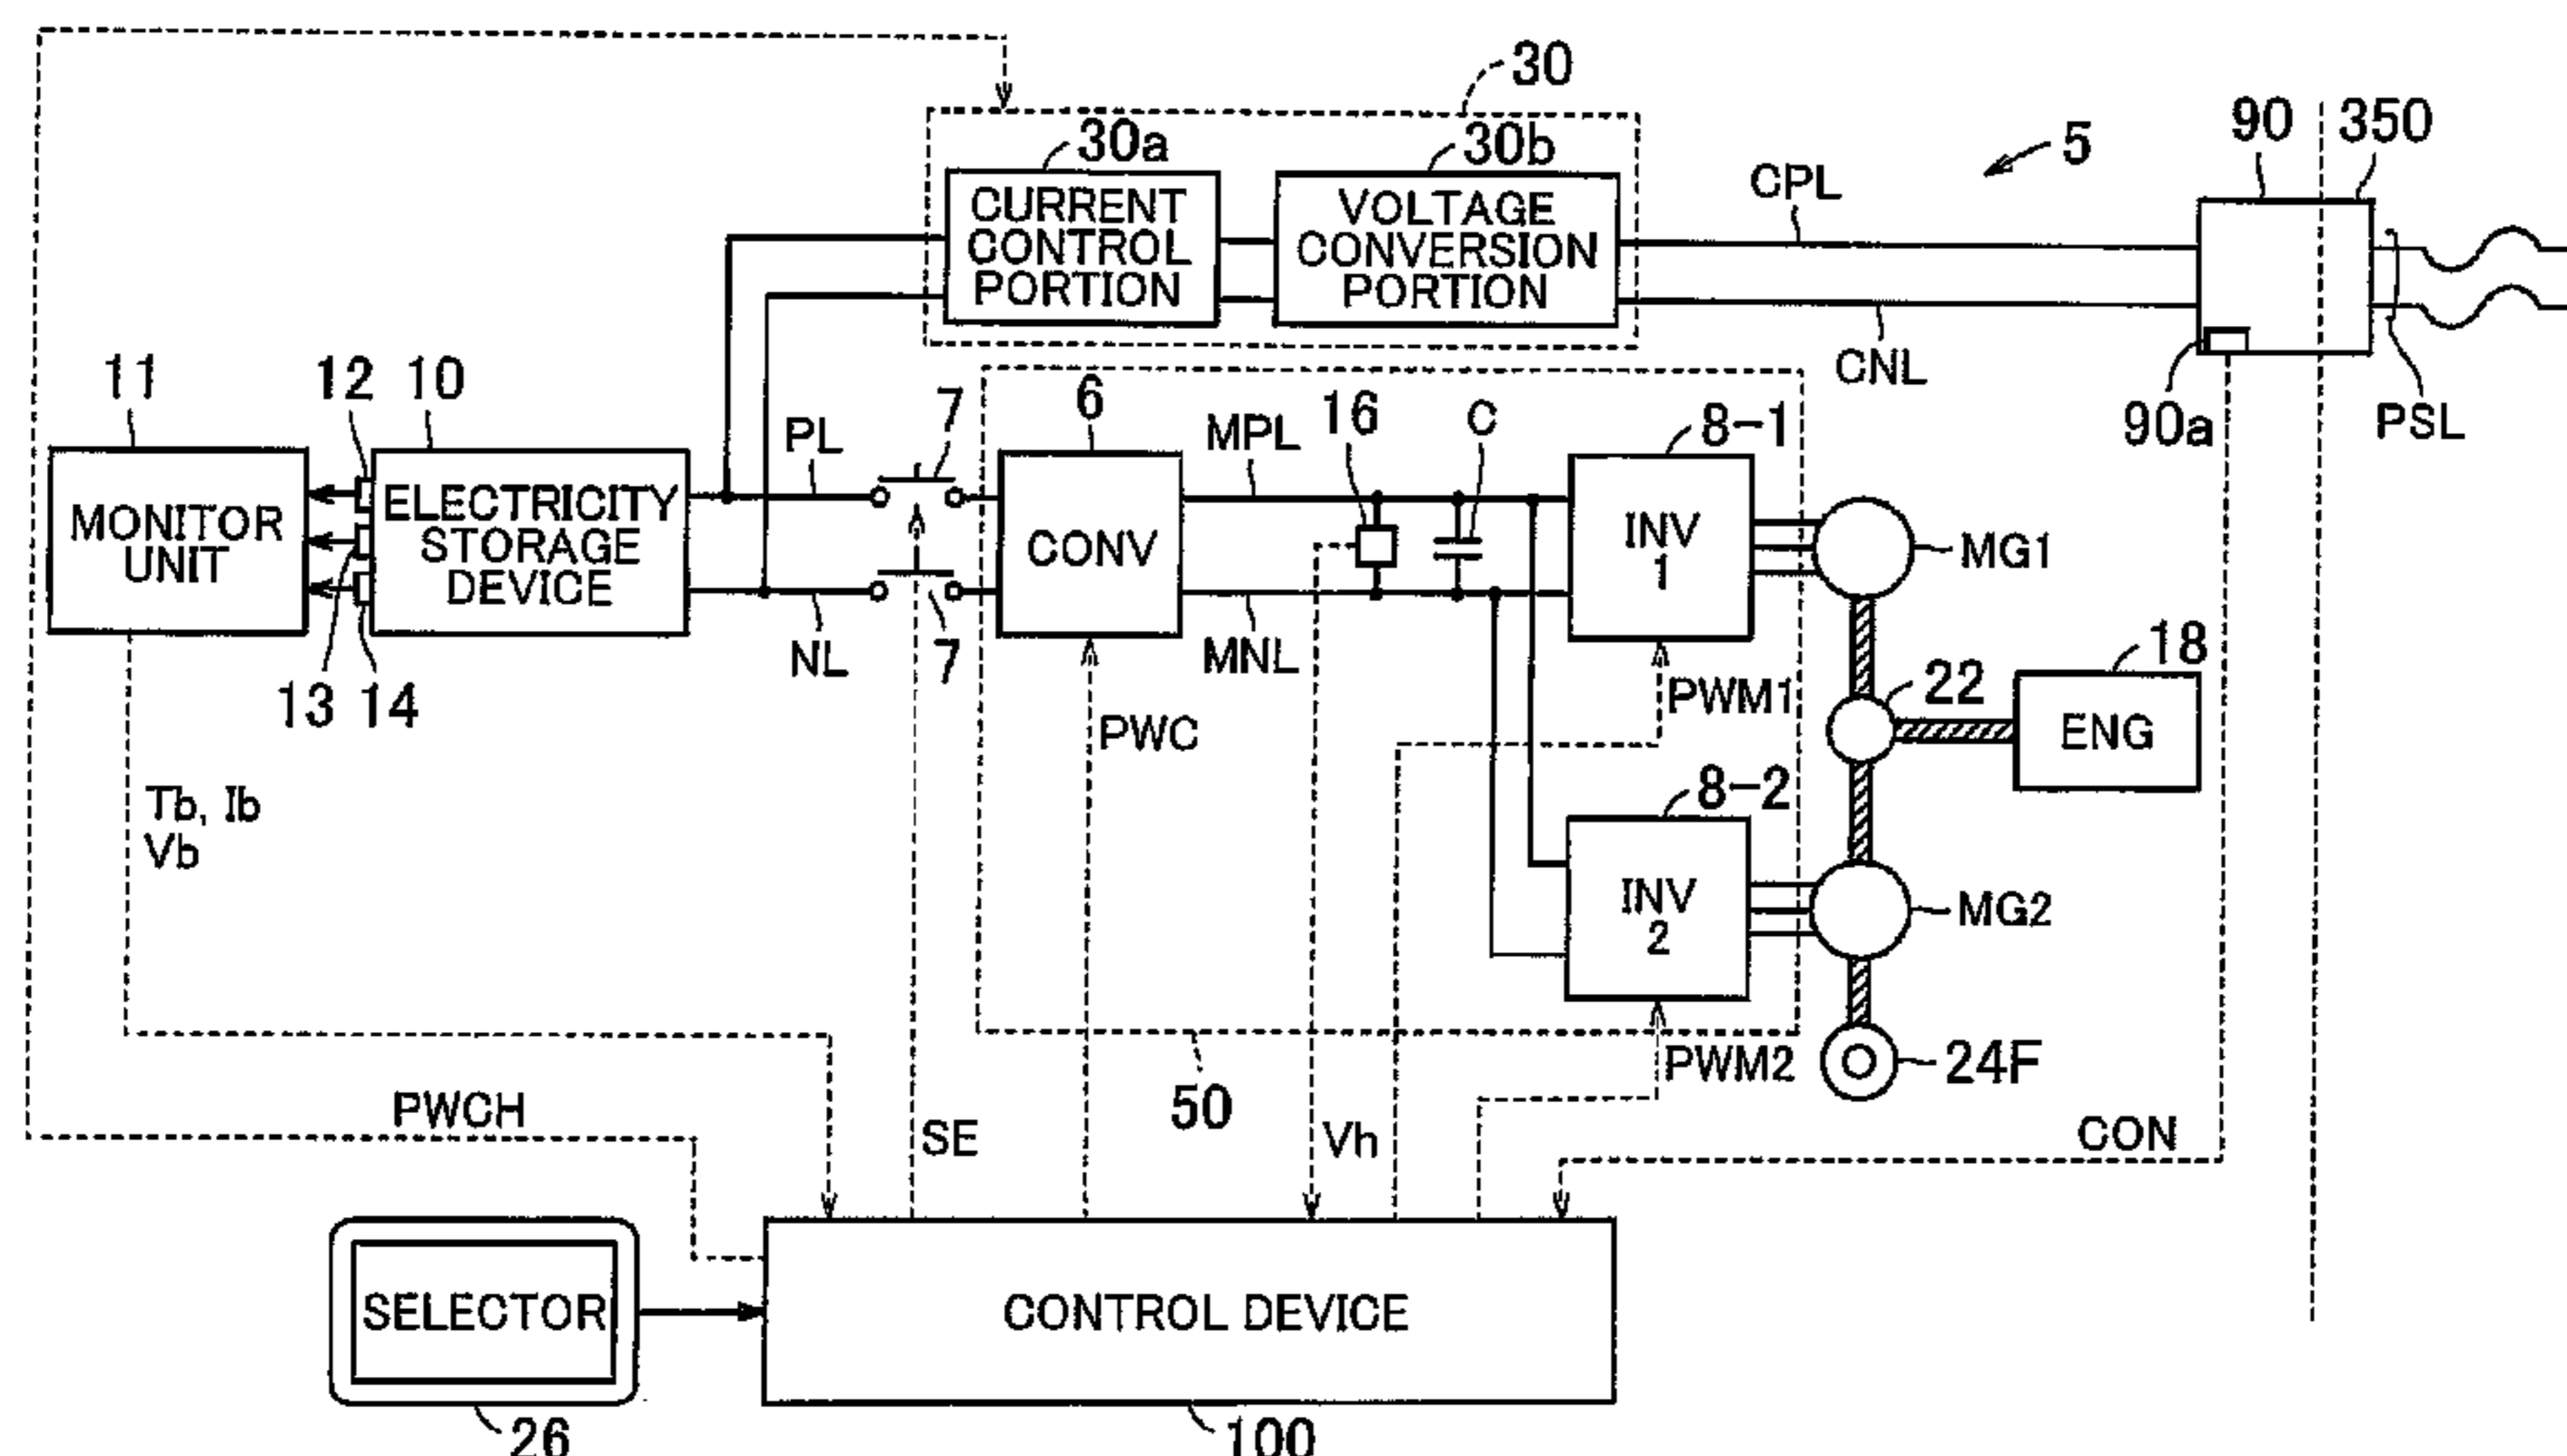 30
90
350
30a
30b
5
CURRENT
CONTROL
PORTION
VOLTAGE
CONVERSION
PORTION
CPL
CNL
90a
PSL
11
12
10
7
6
16
C
8-1
PL
MPL
MONITOR
UNIT
ELECTRICITY
STORAGE
DEVICE
CONV
INV
1
MG1
13
14
NL
7
MNL
PWC
PWM1
22
18
ENG
Tb, Ib
Vb
8-2
INV
2
MG2
PWM2
24F
50
PWCH
SE
Vh
CON
SELECTOR
CONTROL DEVICE
26
100